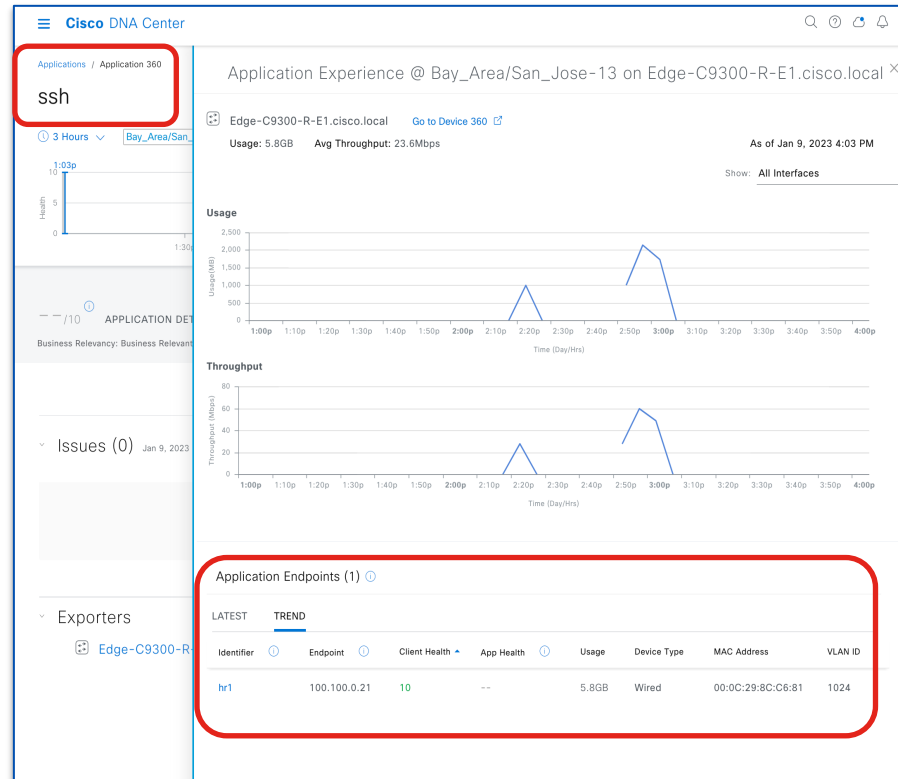 Cisco DNA Center
Applications / Application 360
ssh
3 Hours
Bay_Area/San_
1:03p
10
5
0
Health
1:30
--/10
APPLICATION DET
Business Relevancy: Business Relevant
Issues (0) Jan 9, 2023
Exporters
Edge-C9300-R-
Application Experience @ Bay_Area/San_Jose-13 on Edge-C9300-R-E1.cisco.local
Edge-C9300-R-E1.cisco.local Go to Device 360
Usage: 5.8GB Avg Throughput: 23.6Mbps As of Jan 9, 2023 4:03 PM
Show: All Interfaces
Usage
2,500
2,000
1,500
1,000
500
0
Usage(MB)
1:00p 1:10p 1:20p 1:30p 1:40p 1:50p 2:00p 2:10p 2:20p 2:30p 2:40p 2:50p 3:00p 3:10p 3:20p 3:30p 3:40p 3:50p 4:00p
Time (Day/Hrs)
Throughput
80
60
40
20
0
Throughput (Mbps)
1:00p 1:10p 1:20p 1:30p 1:40p 1:50p 2:00p 2:10p 2:20p 2:30p 2:40p 2:50p 3:00p 3:10p 3:20p 3:30p 3:40p 3:50p 4:00p
Time (Day/Hrs)
Application Endpoints (1)
LATEST TREND
Identifier Endpoint Client Health App Health Usage Device Type MAC Address VLAN ID
hr1 100.100.0.21 10 -- 5.8GB Wired 00:0C:29:8C:C6:81 1024